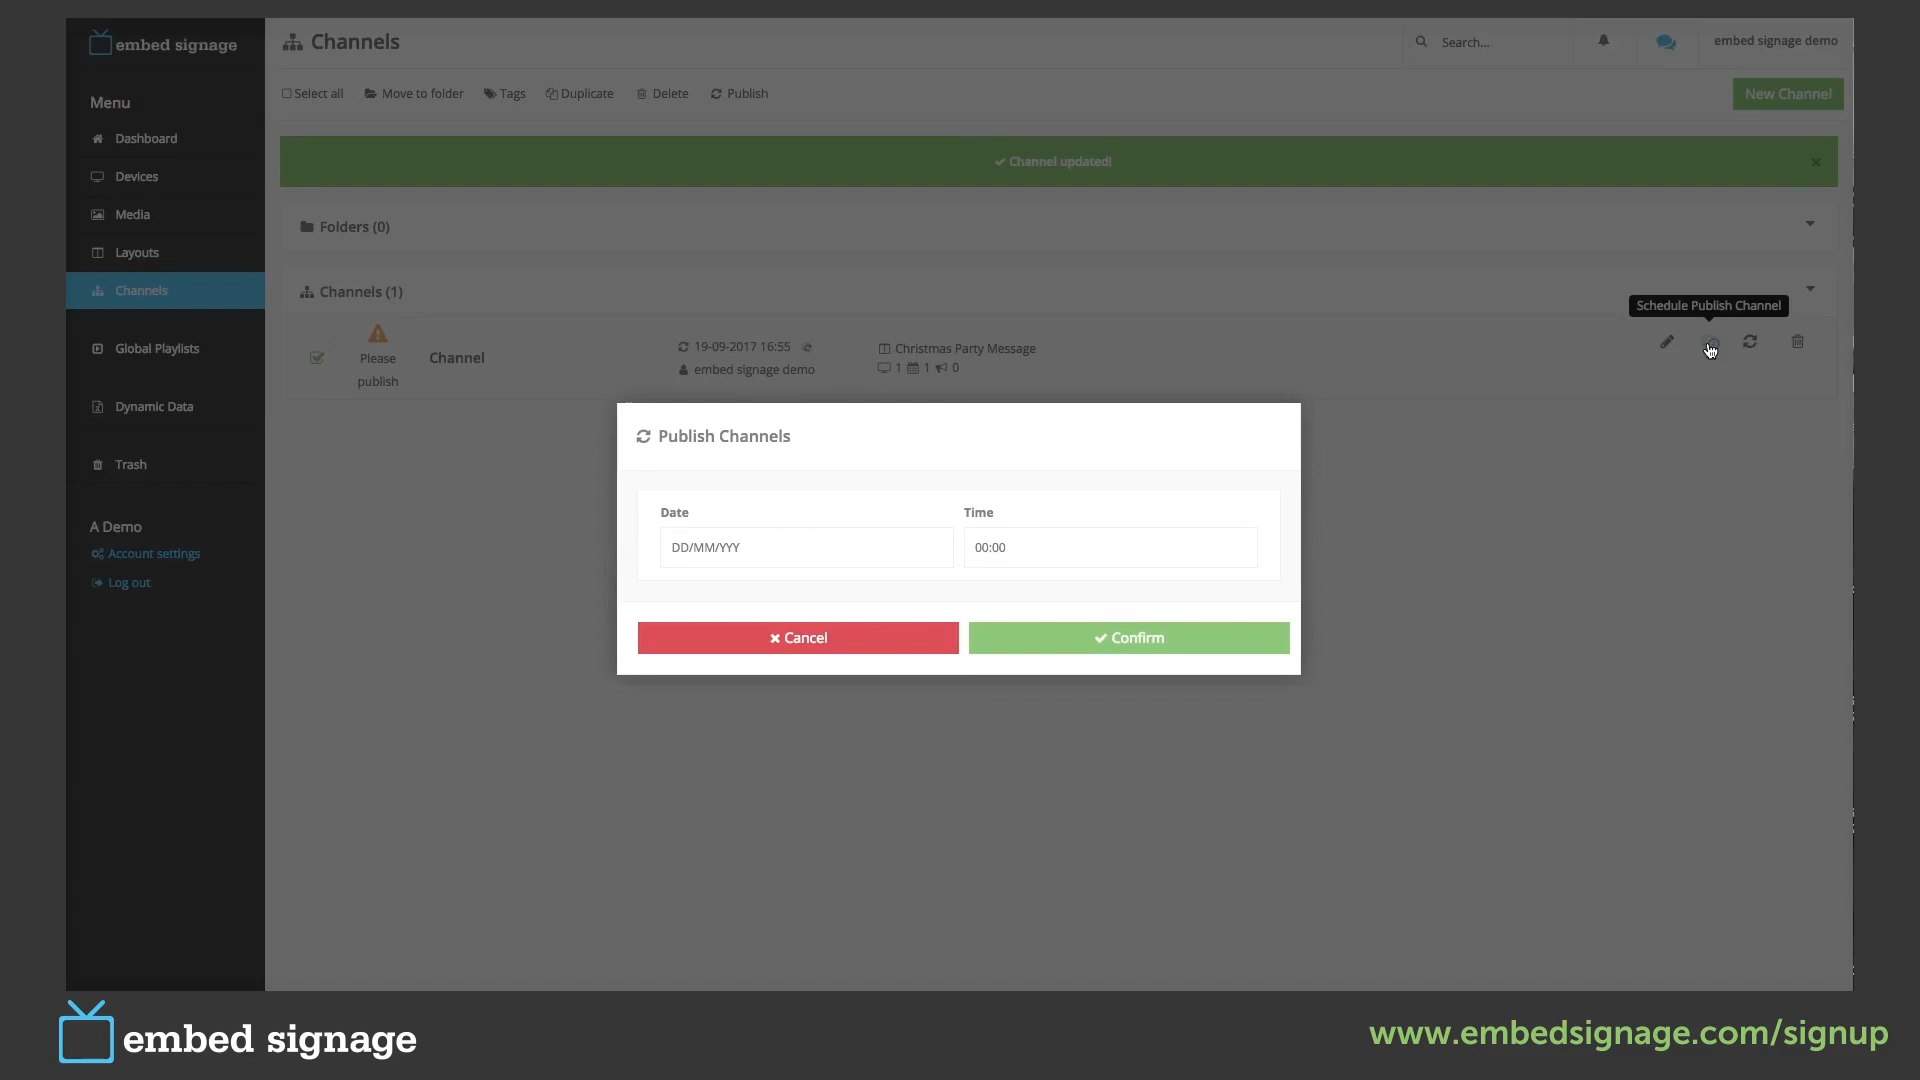 embed signage
Channels
Search...
embed signage demo
Select all
Move to folder
Tags
Duplicate
Delete
Publish
New Channel
Menu
Dashboard
Devices
Media
Layouts
Channels
Global Playlists
Dynamic Data
Trash
A Demo
Account settings
Log out
Channel updated!
Folders (0)
Channels (1)
Schedule Publish Channel
Please
publish
Channel
19-09-2017 16:55
embed signage demo
Christmas Party Message
1 1 0
Publish Channels
Date
Time
DD/MM/YYY
00:00
Cancel
Confirm
embed signage
www.embedsignage.com/signup